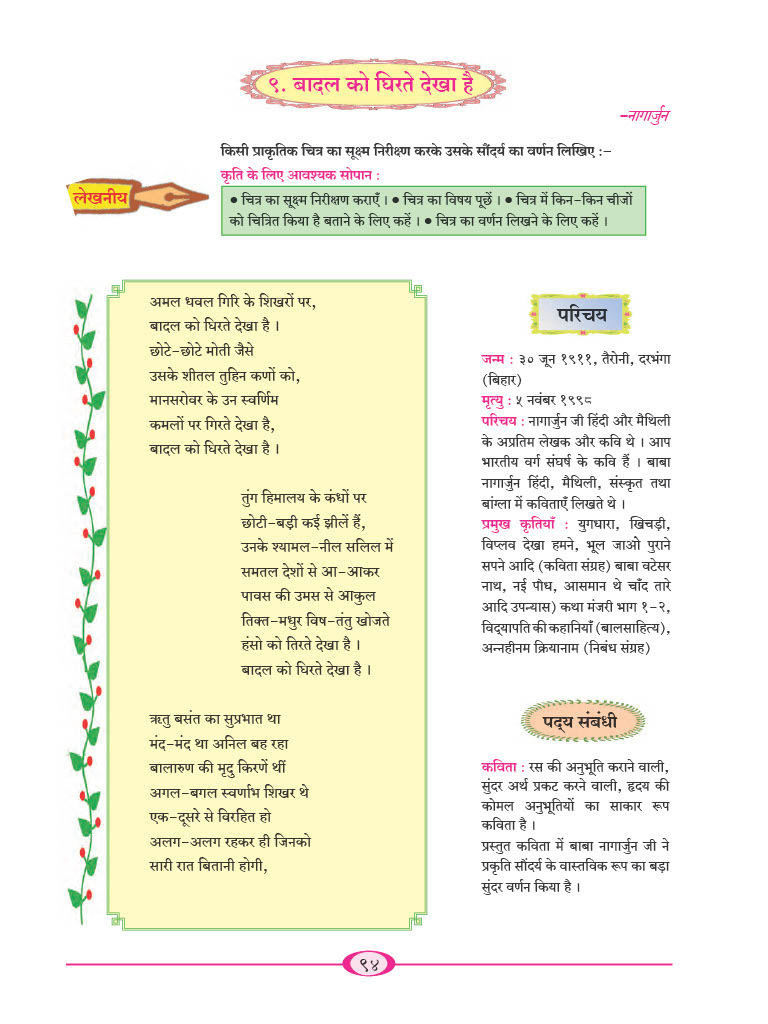 ९. बादल को घिरते देखा है
-नागार्जुन
किसी प्राकृतिक चित्र का सूक्ष्म निरीक्षण करके उसके सौंदर्य का वर्णन लिखिए :-
कृति के लिए आवश्यक सोपान :
लेखनीय
● चित्र का सूक्ष्म निरीक्षण कराएँ । ● चित्र का विषय पूछें । ● चित्र में किन-किन चीजों
को चित्रित किया है बताने के लिए कहें । ● चित्र का वर्णन लिखने के लिए कहें ।
अमल धवल गिरि के शिखरों पर,
बादल को घिरते देखा है ।
छोटे-छोटे मोती जैसे
उसके शीतल तुहिन कणों को,
मानसरोवर के उन स्वर्णिम
कमलों पर गिरते देखा है,
बादल को घिरते देखा है ।
तुंग हिमालय के कंधों पर
छोटी-बड़ी कई झीलें हैं,
उनके श्यामल-नील सलिल में
समतल देशों से आ-आकर
पावस की उमस से आकुल
तिक्त-मधुर विष-तंतु खोजते
हंसो को तिरते देखा है ।
बादल को घिरते देखा है ।
ऋतु बसंत का सुप्रभात था
मंद-मंद था अनिल बह रहा
बालारुण की मृदु किरणें थीं
अगल-बगल स्वर्णाभ शिखर थे
एक-दूसरे से विरहित हो
अलग-अलग रहकर ही जिनको
सारी रात बितानी होगी,
परिचय
जन्म : ३० जून १९११, तैरोनी, दरभंगा
(बिहार)
मृत्यु : ५ नवंबर १९९८
परिचय : नागार्जुन जी हिंदी और मैथिली
के अप्रतिम लेखक और कवि थे । आप
भारतीय वर्ग संघर्ष के कवि हैं । बाबा
नागार्जुन हिंदी, मैथिली, संस्कृत तथा
बांग्ला में कविताएँ लिखते थे ।
प्रमुख कृतियाँ : युगधारा, खिचड़ी,
विप्लव देखा हमने, भूल जाओ पुराने
सपने आदि (कविता संग्रह) बाबा वटेसर
नाथ, नई पौध, आसमान थे चाँद तारे
आदि उपन्यास) कथा मंजरी भाग १-२,
विद्यापति की कहानियाँ (बालसाहित्य),
अन्नहीनम क्रियानाम (निबंध संग्रह)
पद्य संबंधी
कविता : रस की अनुभूति कराने वाली,
सुंदर अर्थ प्रकट करने वाली, हृदय की
कोमल अनुभूतियों का साकार रूप
कविता है ।
प्रस्तुत कविता में बाबा नागार्जुन जी ने
प्रकृति सौंदर्य के वास्तविक रूप का बड़ा
सुंदर वर्णन किया है ।
९४